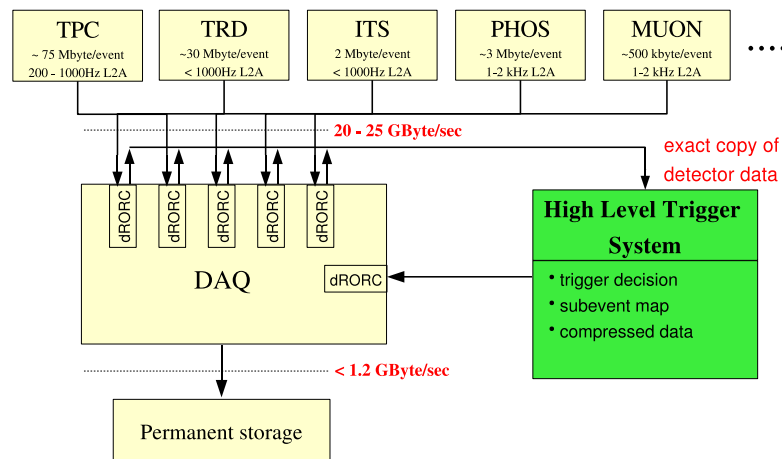 TPC
~ 75 Mbyte/event
200 - 1000Hz L2A
TRD
~30 Mbyte/event
< 1000Hz L2A
ITS
2 Mbyte/event
< 1000Hz L2A
PHOS
~3 Mbyte/event
1-2 kHz L2A
MUON
~500 kbyte/event
1-2 kHz L2A
....
20 - 25 GByte/sec
exact copy of
detector data
dRORC
dRORC
dRORC
dRORC
dRORC
High Level Trigger
System
• trigger decision
• subevent map
• compressed data
DAQ
dRORC
< 1.2 GByte/sec
Permanent storage